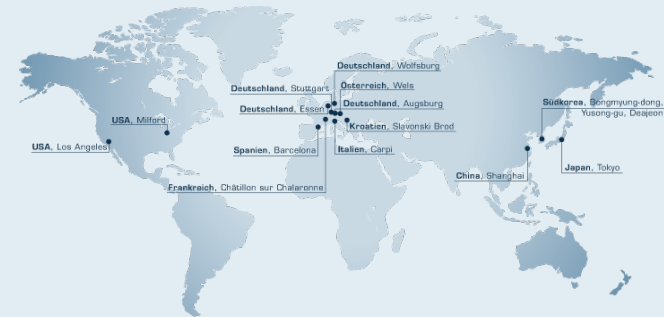 Deutschland, Wolfsburg
Deutschland, Stuttgart
Österreich, Wels
Deutschland, Essen
Deutschland, Augsburg
Südkorea, Bongmyung-dong,
Yusong-gu, Deajeon
USA, Milford
Kroatien, Slavonski Brod
USA, Los Angeles
Spanien, Barcelona
Italien, Carpi
Japan, Tokyo
China, Shanghai
Frankreich, Châtillon sur Chalaronne